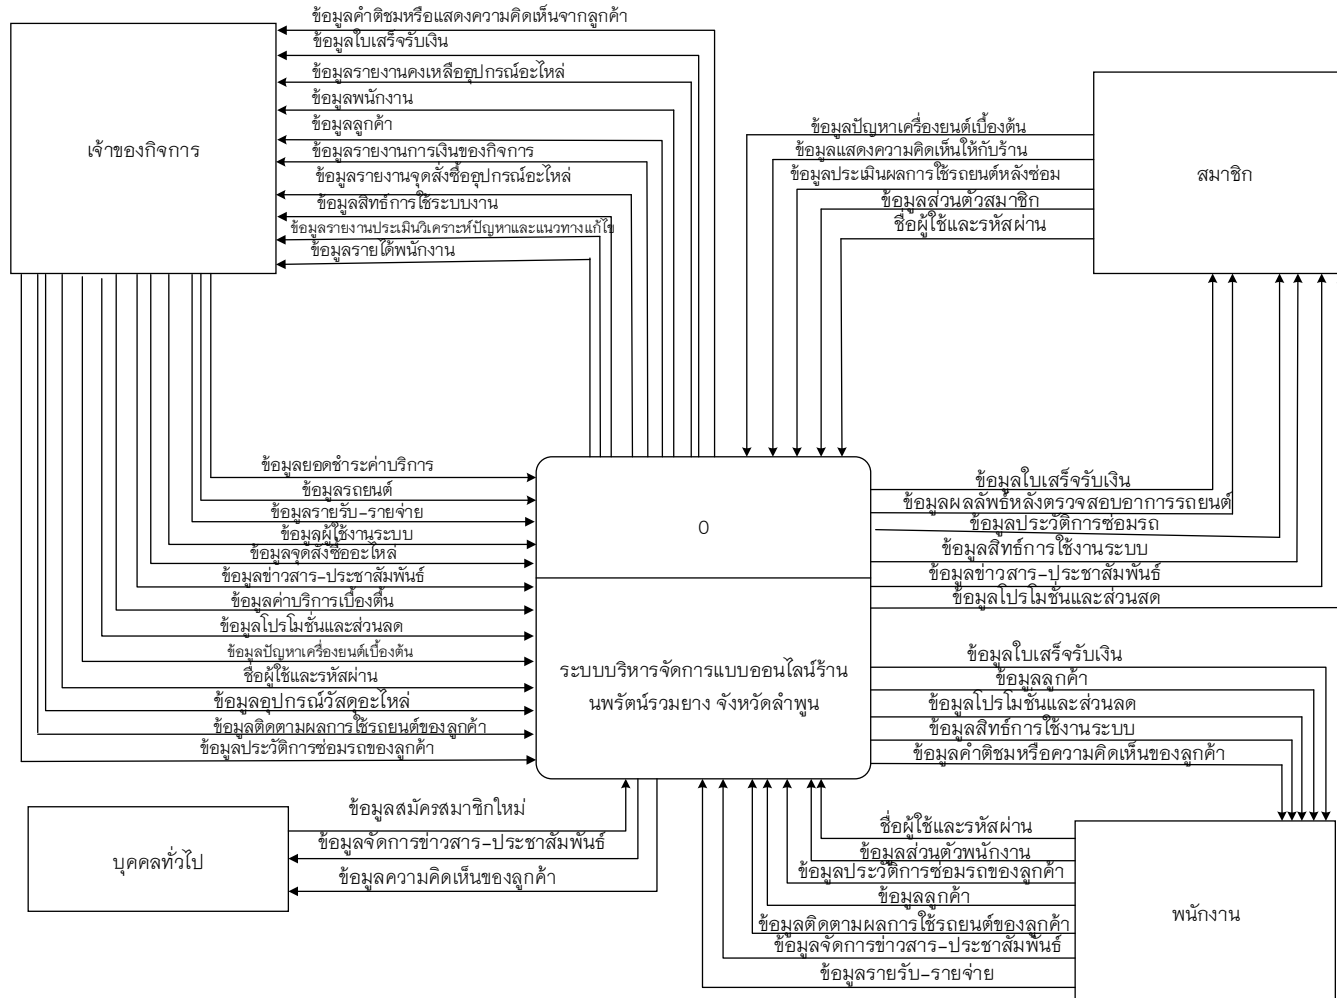 ข้อมูลคำติชมหรือแสดงความคิดเห็นจากลูกค้า
ข้อมูลใบเสร็จรับเงิน
ข้อมูลรายงานคงเหลืออุปกรณ์อะไหล่
ข้อมูลพนักงาน
ข้อมูลลูกค้า
ข้อมูลรายงานการเงินของกิจการ
ข้อมูลรายงานจุดสั่งซื้ออุปกรณ์อะไหล่
ข้อมูลสิทธ์การใช้ระบบงาน
ข้อมูลรายงานประเมินวิเคราะห์ปัญหาและแนวทางแก้ไข
ข้อมูลรายได้พนักงาน
เจ้าของกิจการ
ข้อมูลปัญหาเครื่องยนต์เบื้องต้น
ข้อมูลแสดงความคิดเห็นให้กับร้าน
ข้อมูลประเมินผลการใช้รถยนต์หลังซ่อม
ข้อมูลส่วนตัวสมาชิก
ชื่อผู้ใช้และรหัสผ่าน
สมาชิก
ข้อมูลยอดชำระค่าบริการ
ข้อมูลรถยนต์
ข้อมูลรายรับ-รายจ่าย
ข้อมูลผู้ใช้งานระบบ
ข้อมูลจุดสั่งซื้ออะไหล่
ข้อมูลข่าวสาร-ประชาสัมพันธ์
ข้อมูลค่าบริการเบื้องตื้น
ข้อมูลโปรโมชั่นและส่วนลด
ข้อมูลปัญหาเครื่องยนต์เบื้องต้น
ชื่อผู้ใช้และรหัสผ่าน
ข้อมูลอุปกรณ์วัสดุอะไหล่
ข้อมูลติดตามผลการใช้รถยนต์ของลูกค้า
ข้อมูลประวัติการซ่อมรถของลูกค้า
0
ระบบบริหารจัดการแบบออนไลน์ร้าน
นพรัตน์รวมยาง จังหวัดลำพูน
ข้อมูลใบเสร็จรับเงิน
ข้อมูลผลลัพธ์หลังตรวจสอบอาการรถยนต์
ข้อมูลประวัติการซ่อมรถ
ข้อมูลสิทธ์การใช้งานระบบ
ข้อมูลข่าวสาร-ประชาสัมพันธ์
ข้อมูลโปรโมชั่นและส่วนสด
ข้อมูลใบเสร็จรับเงิน
ข้อมูลลูกค้า
ข้อมูลโปรโมชั่นและส่วนลด
ข้อมูลสิทธ์การใช้งานระบบ
ข้อมูลคำติชมหรือความคิดเห็นของลูกค้า
ข้อมูลสมัครสมาชิกใหม่
ข้อมูลจัดการข่าวสาร-ประชาสัมพันธ์
ข้อมูลความคิดเห็นของลูกค้า
บุคคลทั่วไป
ชื่อผู้ใช้และรหัสผ่าน
ข้อมูลส่วนตัวพนักงาน
ข้อมูลประวัติการซ่อมรถของลูกค้า
ข้อมูลลูกค้า
ข้อมูลติดตามผลการใช้รถยนต์ของลูกค้า
ข้อมูลจัดการข่าวสาร-ประชาสัมพันธ์
ข้อมูลรายรับ-รายจ่าย
พนักงาน